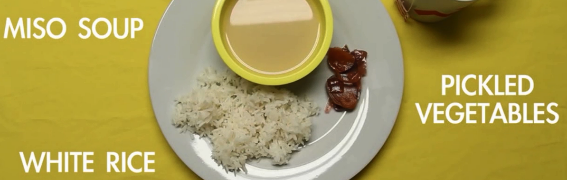 MISO SOUP
PICKLED
VEGETABLES
WHITE RICE